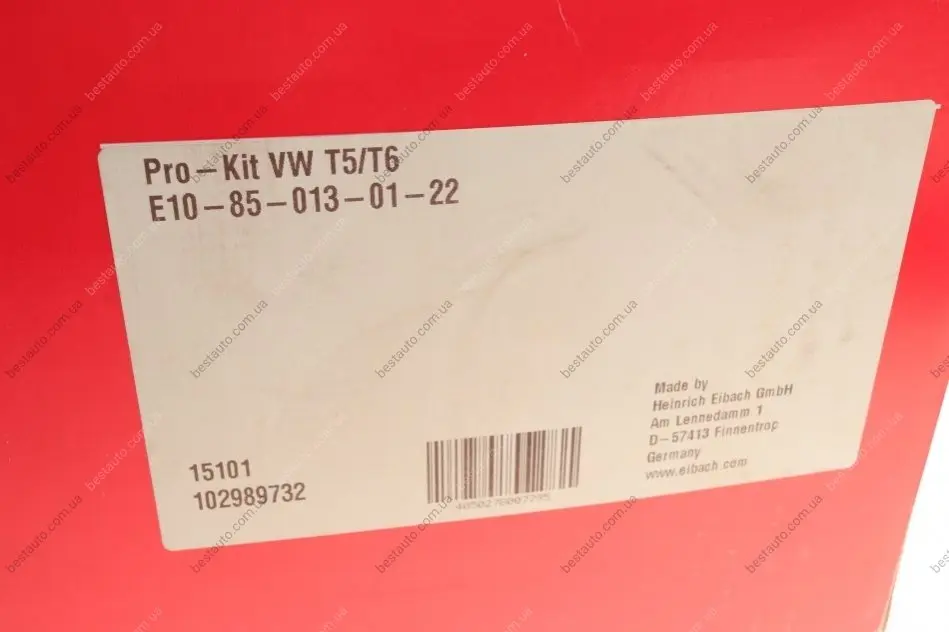 Pro-Kit VW T5/T6
E10-85-013-01-22
15101
102989732
Made by
Heinrich Eibach GmbH
Am Lennedamm 1
D-57413 Finnentrop
Germany
www.eibach.com
bestauto.com.ua